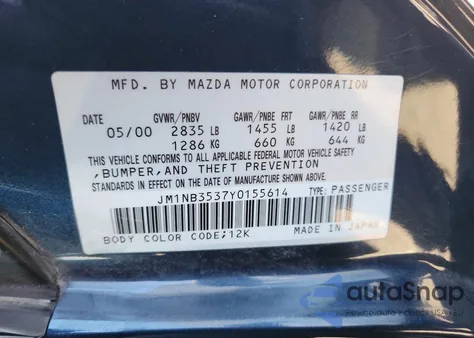 MFD. BY MAZDA MOTOR CORPORATION
DATE GVWR/PNBV GAWR/PNBE FRT GAWR/PNBE RR
05/00 2835 LB 1455 LB 1420 LB
1286 KG 660 KG 644 KG
THIS VEHICLE CONFORMS TO ALL APPLICABLE FEDERAL MOTOR VEHICLE SAFETY
,BUMPER,AND THEFT PREVENTION
STANDARDS IN EFFECT ON THE DATE OF MANUFACTURE SHOWN ABOVE.
JM1NB3537Y0155614 TYPE: PASSENGER
BODY COLOR CODE;12K MADE IN JAPAN
autoSnap